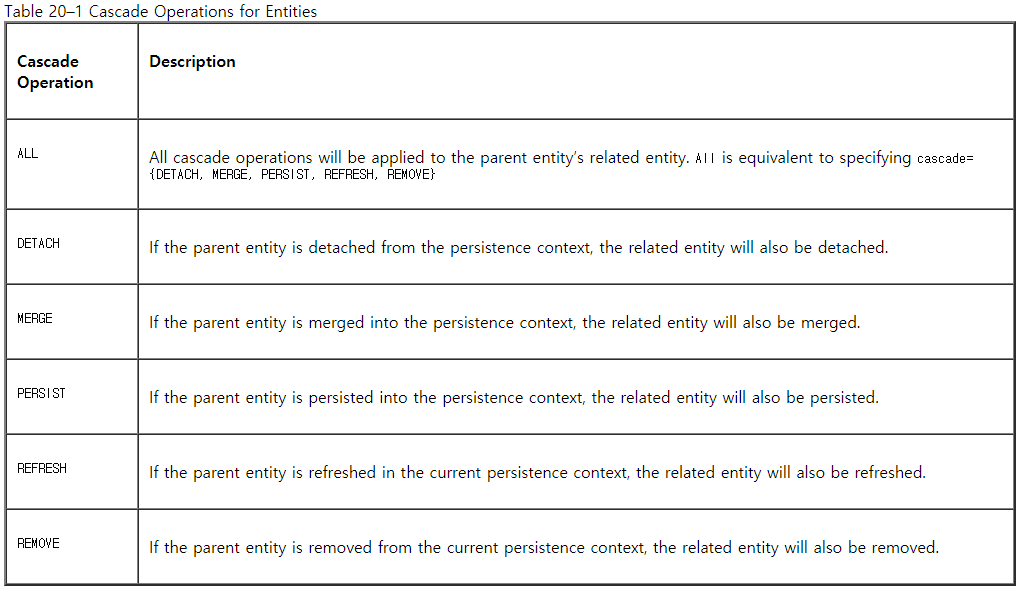 Table 20–1 Cascade Operations for Entities
Cascade
Operation
Description
ALL
All cascade operations will be applied to the parent entity’s related entity. All is equivalent to specifying cascade=
{DETACH, MERGE, PERSIST, REFRESH, REMOVE}
DETACH
If the parent entity is detached from the persistence context, the related entity will also be detached.
MERGE
If the parent entity is merged into the persistence context, the related entity will also be merged.
PERSIST
If the parent entity is persisted into the persistence context, the related entity will also be persisted.
REFRESH
If the parent entity is refreshed in the current persistence context, the related entity will also be refreshed.
REMOVE
If the parent entity is removed from the current persistence context, the related entity will also be removed.